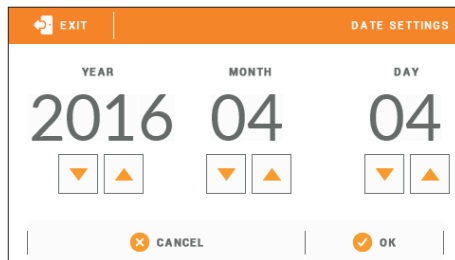 EXIT
DATE SETTINGS
YEAR MONTH DAY
2016 04 04
CANCEL OK